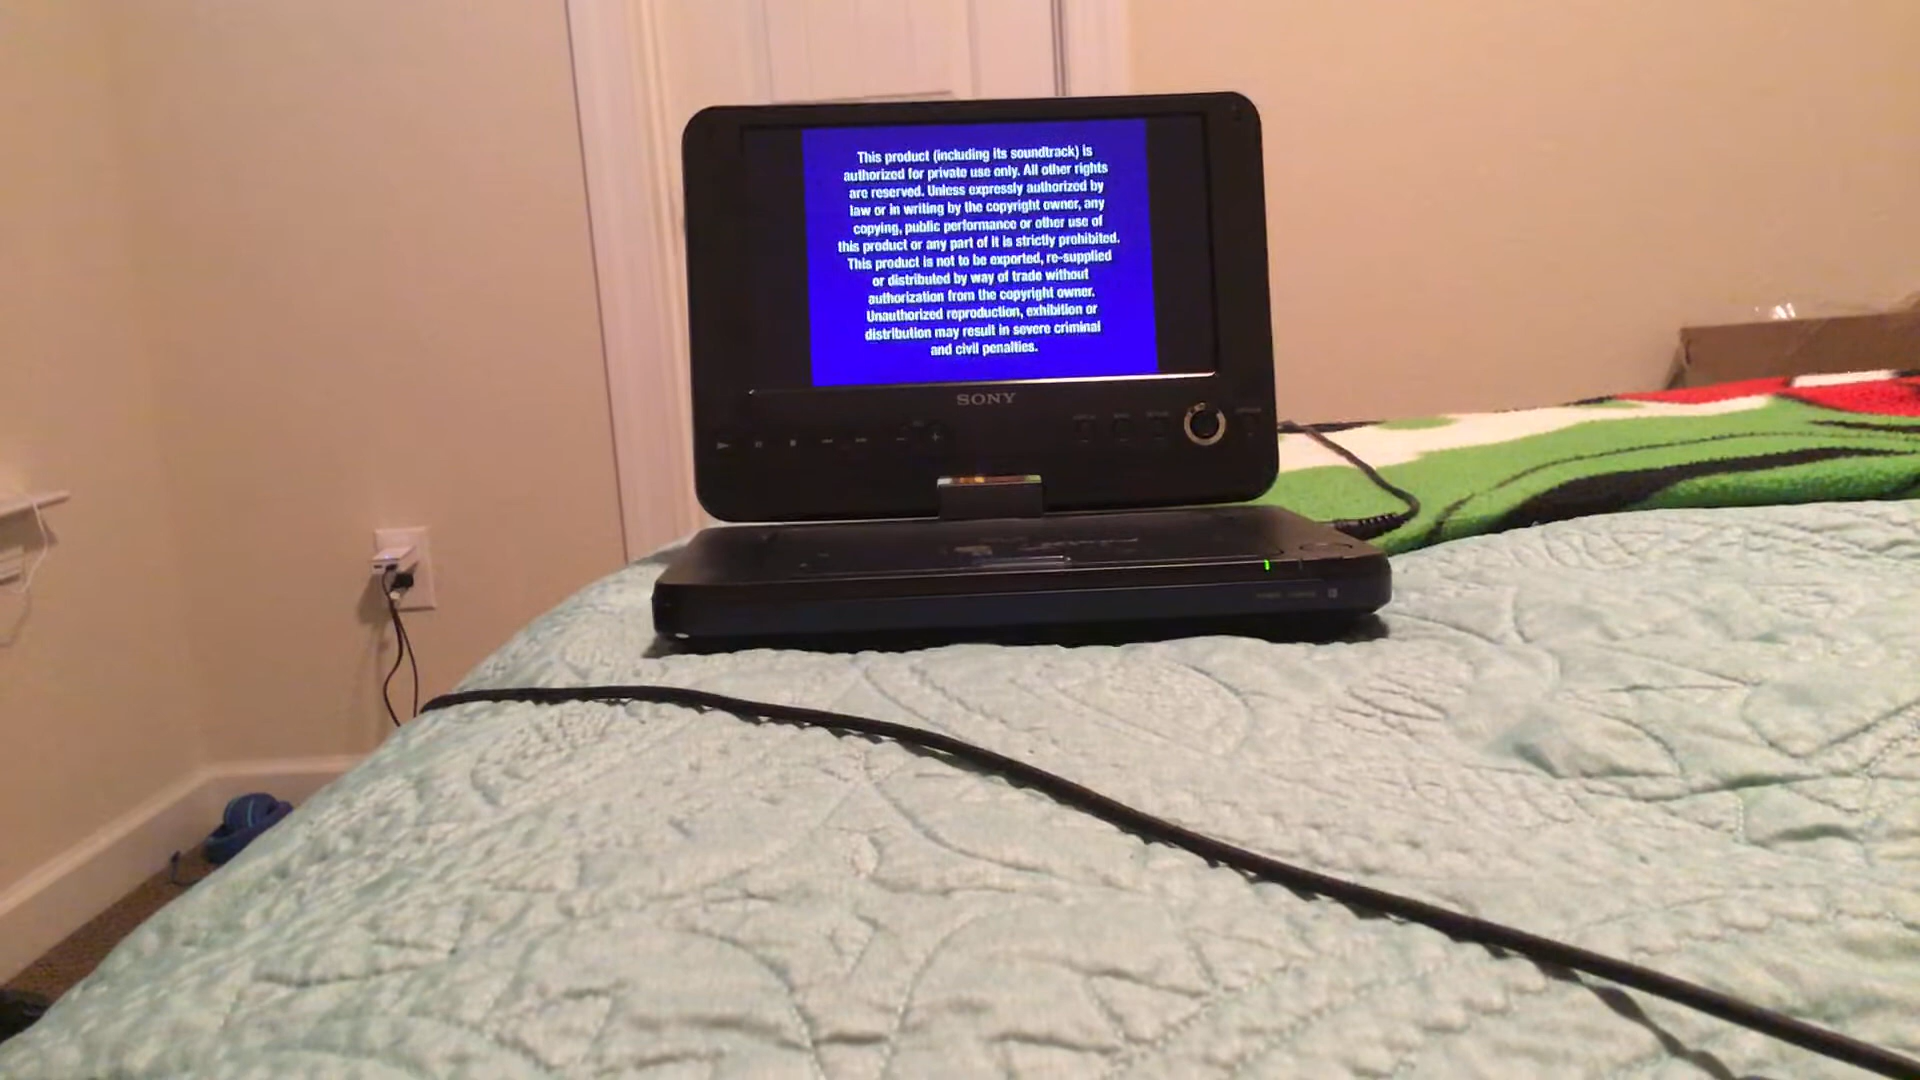 This product (including its soundtrack) is
authorized for private use only. All other rights
are reserved. Unless expressly authorized by
law or in writing by the copyright owner, any
copying, public performance or other use of
this product or any part of it is strictly prohibited.
This product is not to be exported, re-supplied
or distributed by way of trade without
authorization from the copyright owner.
Unauthorized reproduction, exhibition or
distribution may result in severe criminal
and civil penalties.
SONY